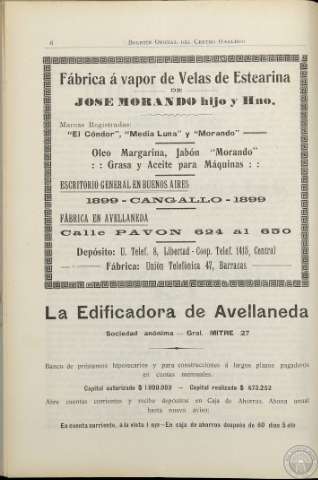 6 Boletín Oficial del Centro Gallego
Fábrica á vapor de Velas de Estearina
DE
JOSE MORANDO hijo y Hno.
Marcas Registradas:
"El Cóndor", "Media Luna" y "Morando"
Oleo Margarina, Jabón "Morando"
: : Grasa y Aceite para Máquinas : :
ESCRITORIO GENERAL EN BUENOS AIRES
1899 - CANGALLO - 1899
FÁBRICA EN AVELLANEDA
Calle PAVON 624 al 650
Depósito: U. Telef. 8, Libertad - Coop. Telef. 1415, Central
Fábrica: Unión Telefónica 47, Barracas
La Edificadora de Avellaneda
Sociedad anónima — Gral. MITRE 27
Banco de préstamos hipotecarios y para construcciones á largos plazos pagaderos
en cuotas mensuales.
Capital autorizado $ 1.000.000 — Capital realizado $ 473.252
Abre cuentas corrientes y recibe depósitos en Caja de Ahorros. Abona usual
hasta nuevo aviso:
En cuenta corriente, á la vista 1 o/o - En caja de ahorros después de 60 días 5 o/o